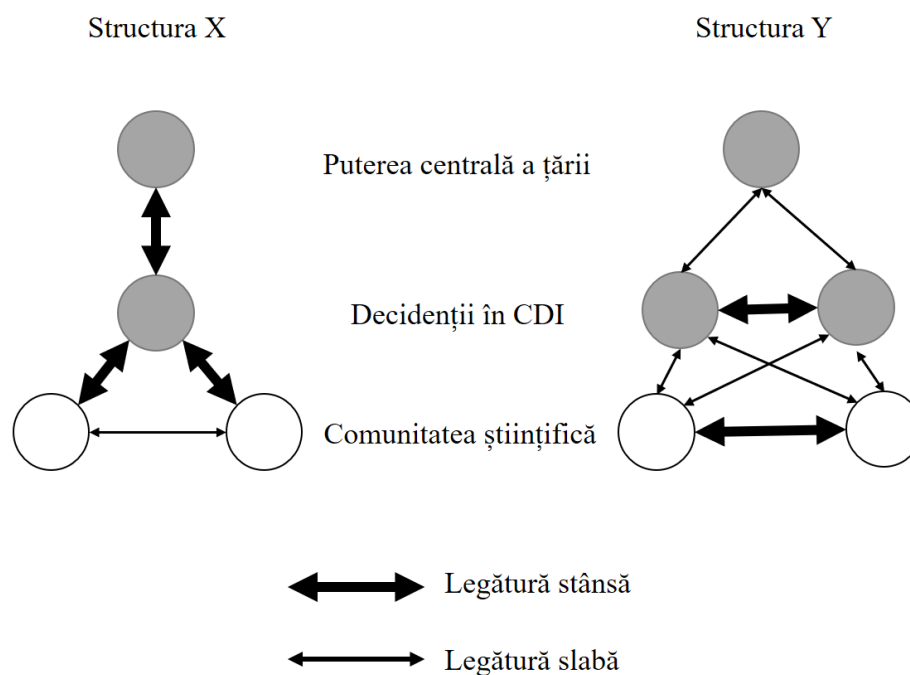 Structura X
Structura Y
Puterea centrală a țării
Decidenții în CDI
Comunitatea științifică
Legătură stânsă
Legătură slabă